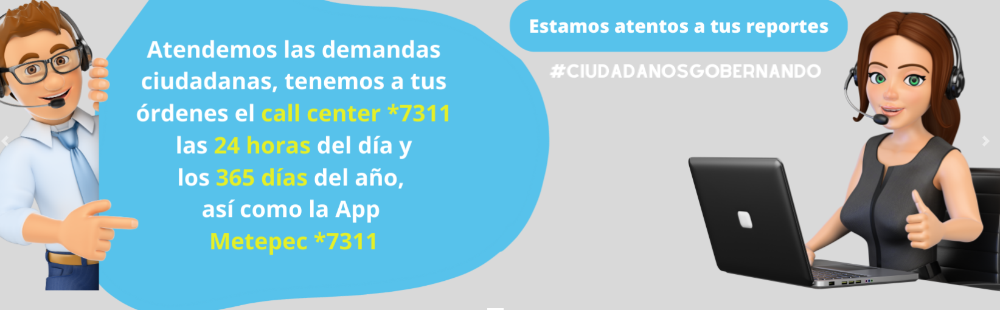 Atendemos las demandas
ciudadanas, tenemos a tus
órdenes el call center *7311
las 24 horas del día y
los 365 días del año,
así como la App
Metepec *7311
Estamos atentos a tus reportes
#CIUDADANOSGOBERNANDO